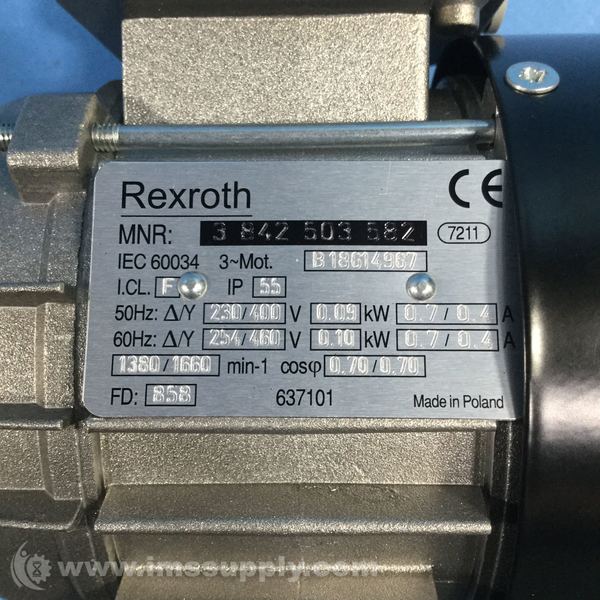 Rexroth CE
MNR: 3 842 503 582 7211
IEC 60034 3~Mot. B18614967
I.CL. F IP 55
50Hz: Δ/Y 230/400 V 0.09 kW 0.7/0.4 A
60Hz: Δ/Y 254/460 V 0.10 kW 0.7/0.4 A
1380/1660 min-1 cosφ 0.70/0.70
FD: 858 637101 Made in Poland
www.imssupply.com